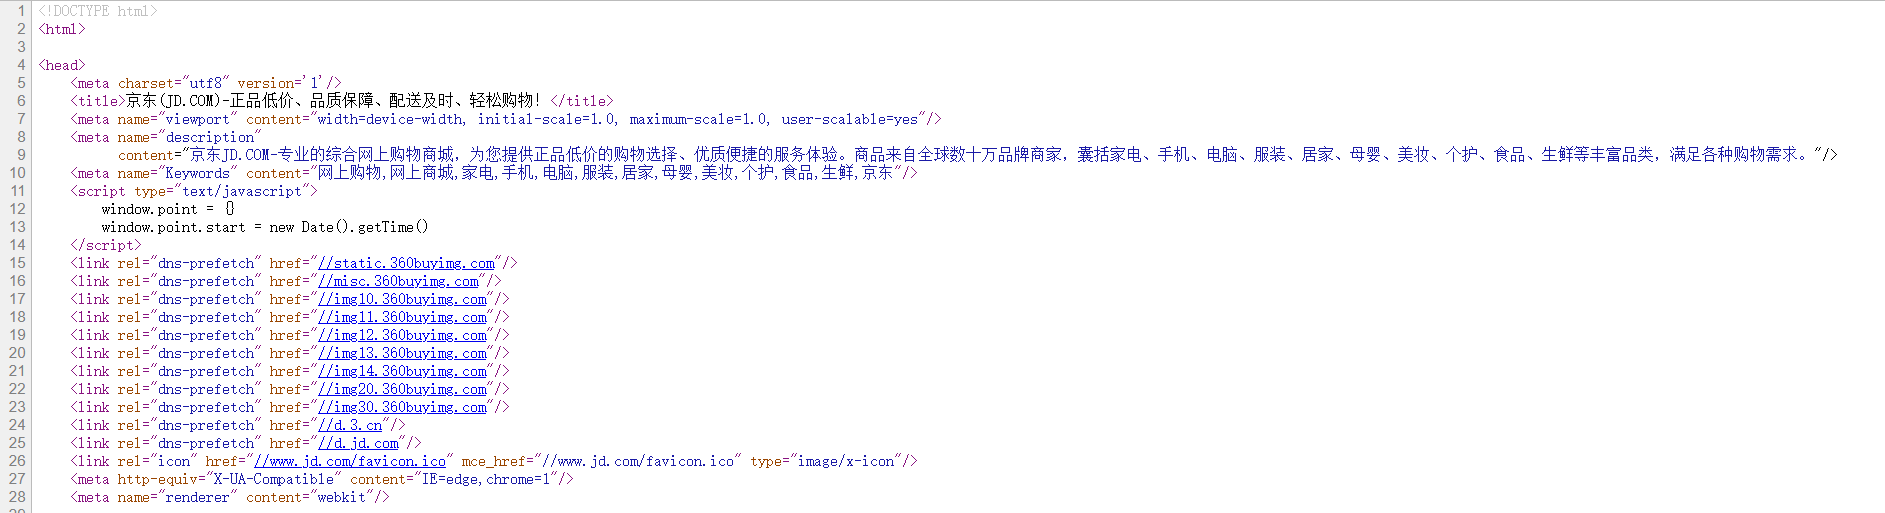 1 <!DOCTYPE html>
2 <html>
3
4 <head>
5 <meta charset="utf8" version='1'/>
6 <title>京东(JD.COM)-正品低价、品质保障、配送及时、轻松购物！</title>
7 <meta name="viewport" content="width=device-width, initial-scale=1.0, maximum-scale=1.0, user-scalable=yes"/>
8 <meta name="description"
9 content="京东JD.COM-专业的综合网上购物商城，为您提供正品低价的购物选择、优质便捷的服务体验。商品来自全球数十万品牌商家，囊括家电、手机、电脑、服装、居家、母婴、美妆、个护、食品、生鲜等丰富品类，满足各种购物需求。"/>
10 <meta name="Keywords" content="网上购物,网上商城,家电,手机,电脑,服装,居家,母婴,美妆,个护,食品,生鲜,京东"/>
11 <script type="text/javascript">
12 window.point = {}
13 window.point.start = new Date().getTime()
14 </script>
15 <link rel="dns-prefetch" href="//static.360buyimg.com"/>
16 <link rel="dns-prefetch" href="//misc.360buyimg.com"/>
17 <link rel="dns-prefetch" href="//img10.360buyimg.com"/>
18 <link rel="dns-prefetch" href="//img11.360buyimg.com"/>
19 <link rel="dns-prefetch" href="//img12.360buyimg.com"/>
20 <link rel="dns-prefetch" href="//img13.360buyimg.com"/>
21 <link rel="dns-prefetch" href="//img14.360buyimg.com"/>
22 <link rel="dns-prefetch" href="//img20.360buyimg.com"/>
23 <link rel="dns-prefetch" href="//img30.360buyimg.com"/>
24 <link rel="dns-prefetch" href="//d.3.cn"/>
25 <link rel="dns-prefetch" href="//d.jd.com"/>
26 <link rel="icon" href="//www.jd.com/favicon.ico" mce_href="//www.jd.com/favicon.ico" type="image/x-icon"/>
27 <meta http-equiv="X-UA-Compatible" content="IE=edge,chrome=1"/>
28 <meta name="renderer" content="webkit"/>